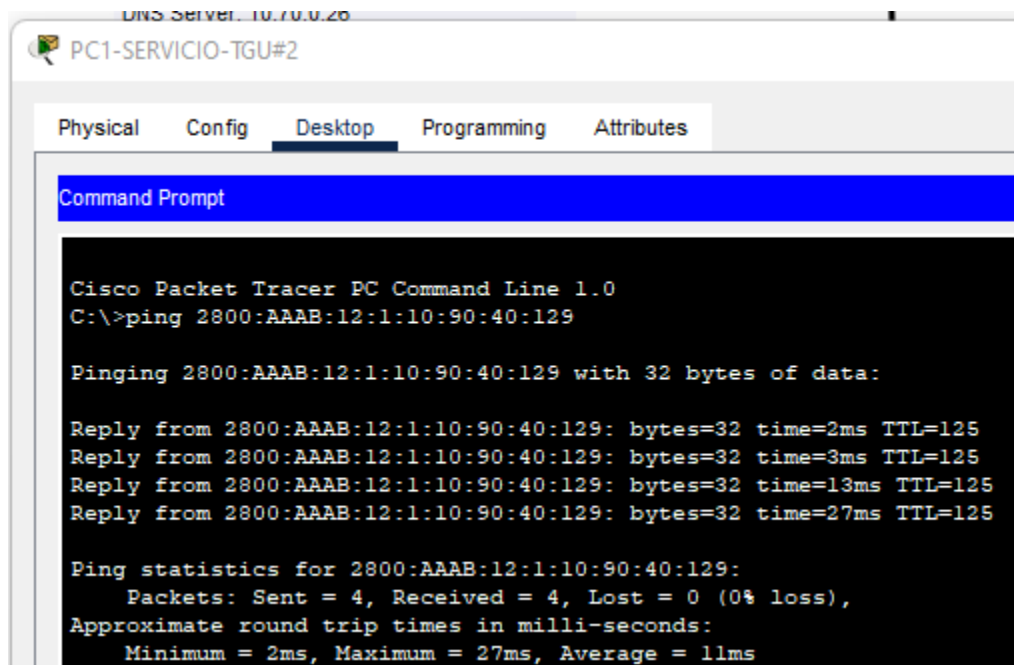 DNS Server: 10.70.0.26
PC1-SERVICIO-TGU#2
Physical Config Desktop Programming Attributes
Command Prompt
Cisco Packet Tracer PC Command Line 1.0
C:\>ping 2800:AAAB:12:1:10:90:40:129
Pinging 2800:AAAB:12:1:10:90:40:129 with 32 bytes of data:
Reply from 2800:AAAB:12:1:10:90:40:129: bytes=32 time=2ms TTL=125
Reply from 2800:AAAB:12:1:10:90:40:129: bytes=32 time=3ms TTL=125
Reply from 2800:AAAB:12:1:10:90:40:129: bytes=32 time=13ms TTL=125
Reply from 2800:AAAB:12:1:10:90:40:129: bytes=32 time=27ms TTL=125
Ping statistics for 2800:AAAB:12:1:10:90:40:129:
Packets: Sent = 4, Received = 4, Lost = 0 (0% loss),
Approximate round trip times in milli-seconds:
Minimum = 2ms, Maximum = 27ms, Average = 11ms